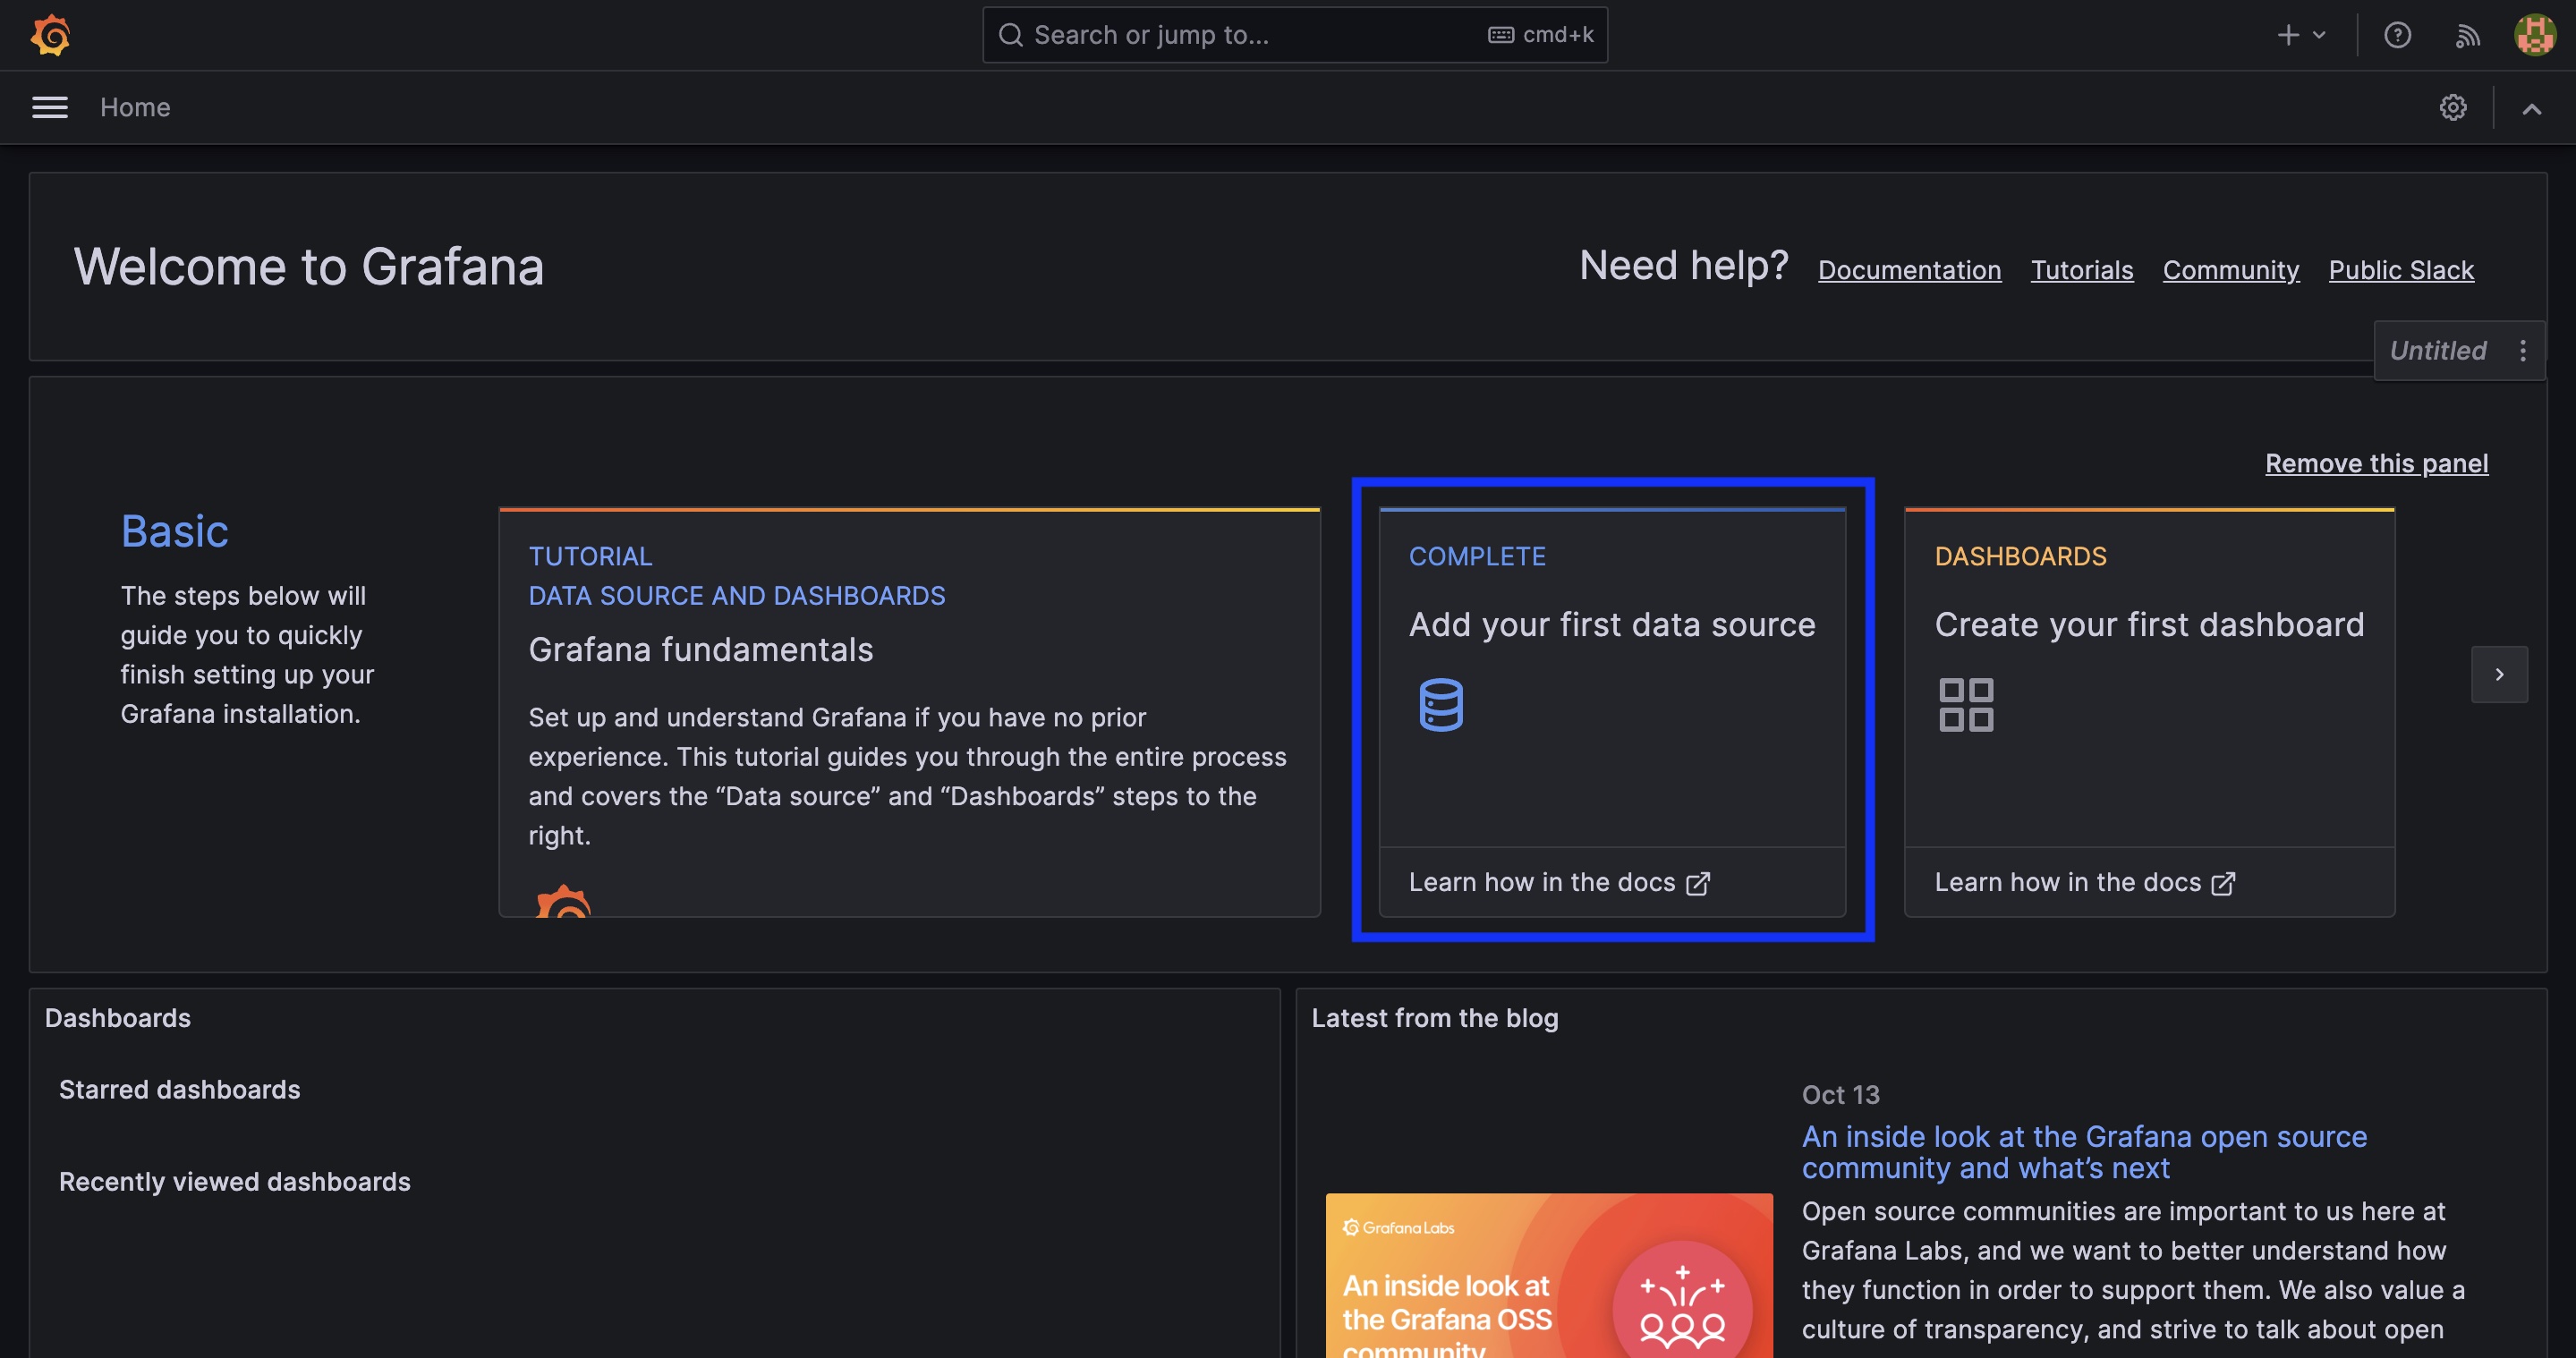 Search or jump to...
cmd+k
Home
Welcome to Grafana
Need help?
Documentation
Tutorials
Community
Public Slack
Untitled
Remove this panel
Basic
The steps below will
guide you to quickly
finish setting up your
Grafana installation.
TUTORIAL
DATA SOURCE AND DASHBOARDS
Grafana fundamentals
Set up and understand Grafana if you have no prior
experience. This tutorial guides you through the entire process
and covers the “Data source” and “Dashboards” steps to the
right.
COMPLETE
Add your first data source
Learn how in the docs
DASHBOARDS
Create your first dashboard
Learn how in the docs
Dashboards
Starred dashboards
Recently viewed dashboards
Latest from the blog
Oct 13
An inside look at the Grafana open source
community and what’s next
Open source communities are important to us here at
Grafana Labs, and we want to better understand how
they function in order to support them. We also value a
culture of transparency, and strive to talk about open
Grafana Labs
An inside look at
the Grafana OSS
community